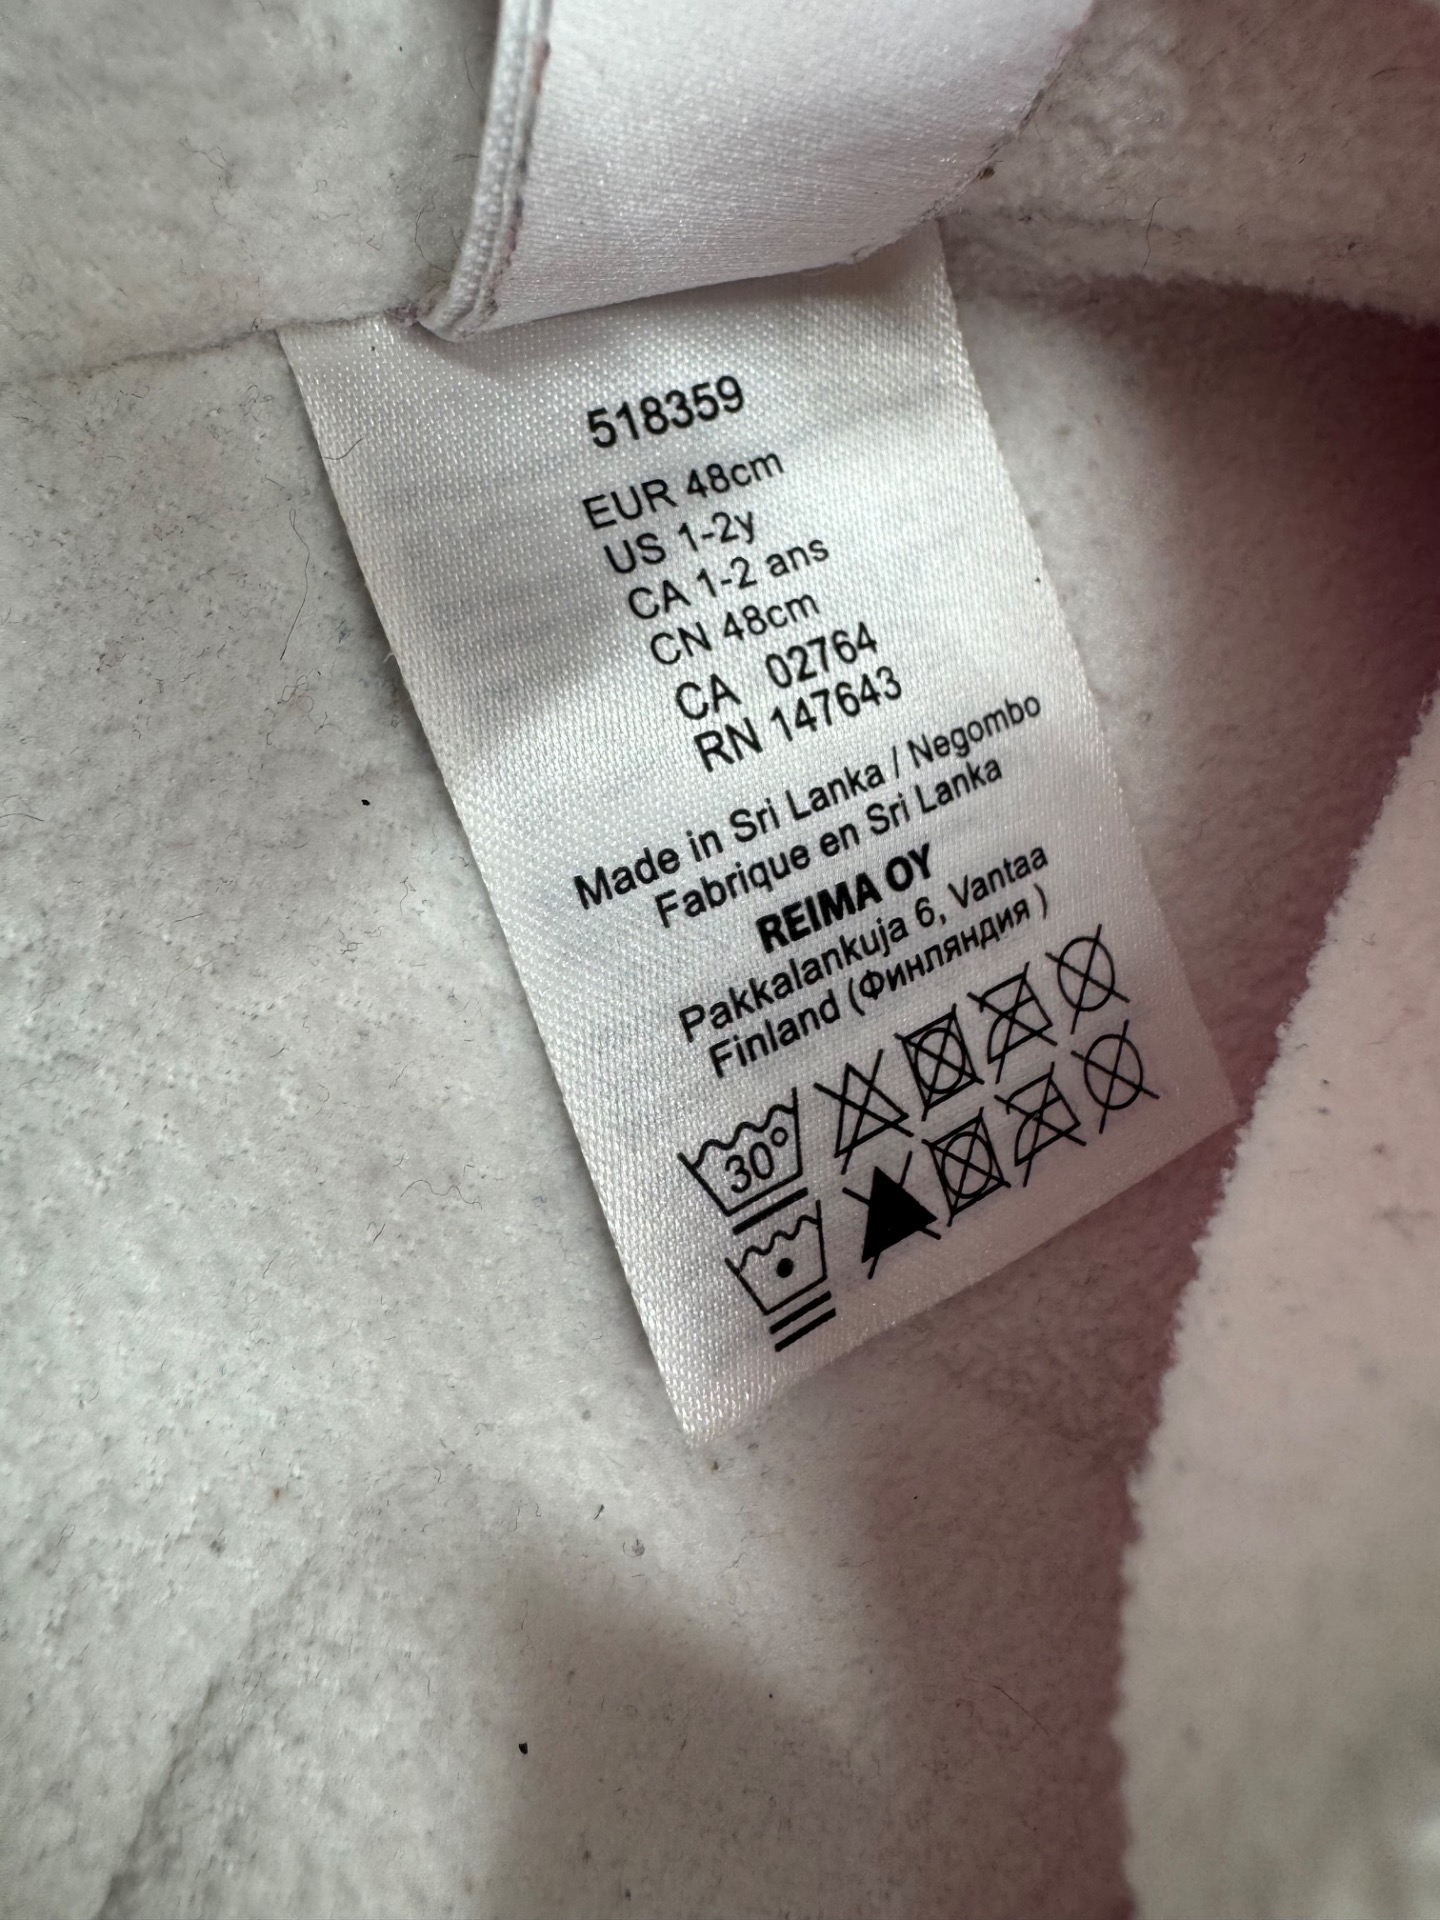 518359
EUR 48cm
US 1-2y
CA 1-2 ans
CN 48cm
CA 02764
RN 147643
Made in Sri Lanka / Negombo
Fabrique en Sri Lanka
REIMA OY
Pakkalankuja 6, Vantaa
Finland (Финляндия )
30°